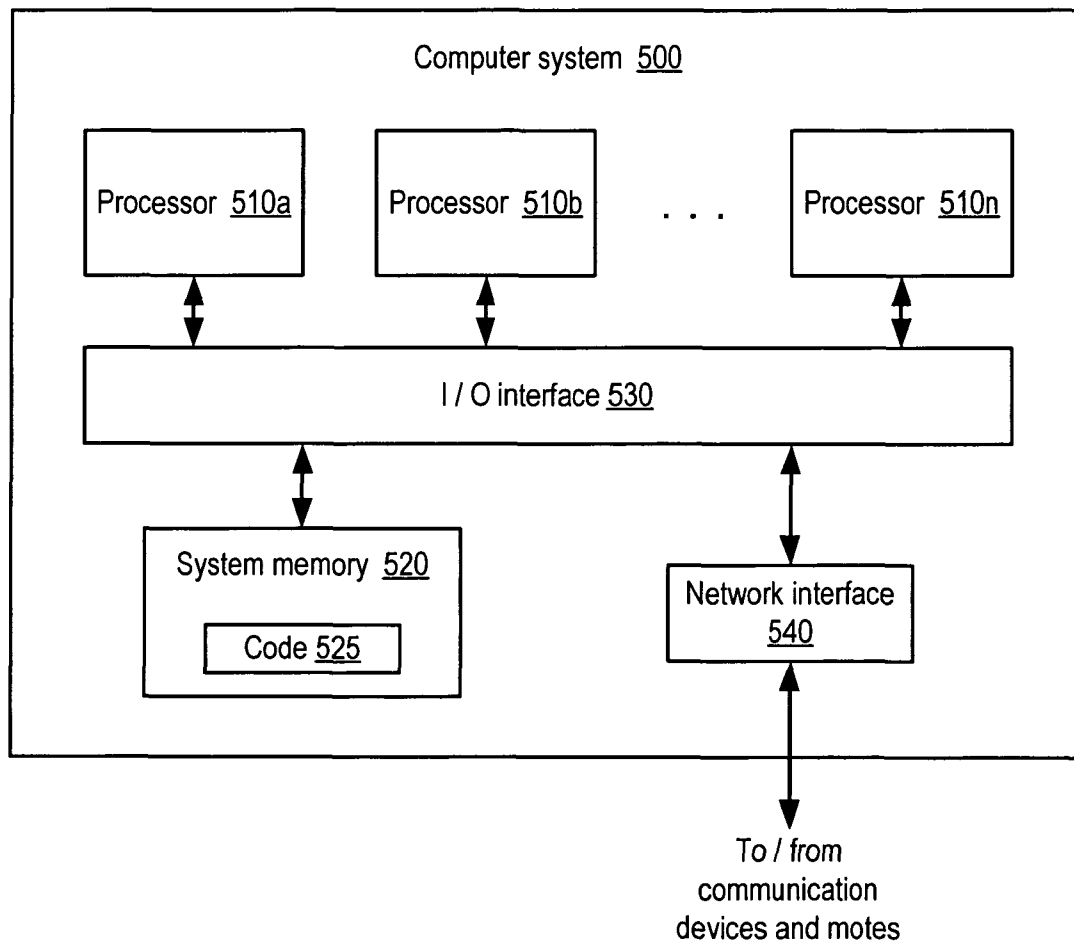 Computer system 500
Processor 510a
Processor 510b
. . .
Processor 510n
I / O interface 530
System memory 520
Code 525
Network interface
540
To / from
communication
devices and motes